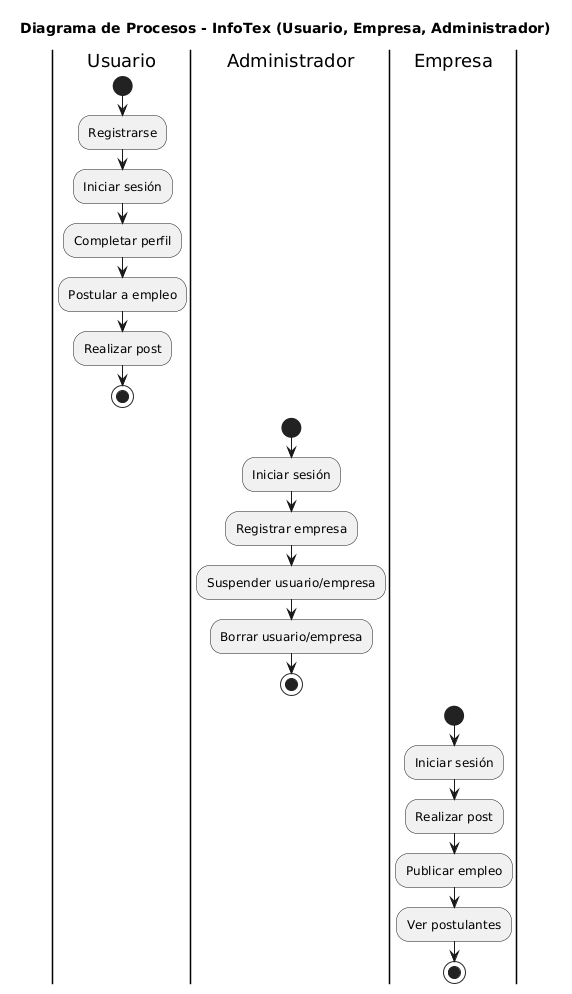 Diagrama de Procesos - InfoTex (Usuario, Empresa, Administrador)
Usuario
Administrador
Empresa
Registrarse
Iniciar sesión
Completar perfil
Postular a empleo
Realizar post
Iniciar sesión
Registrar empresa
Suspender usuario/empresa
Borrar usuario/empresa
Iniciar sesión
Realizar post
Publicar empleo
Ver postulantes